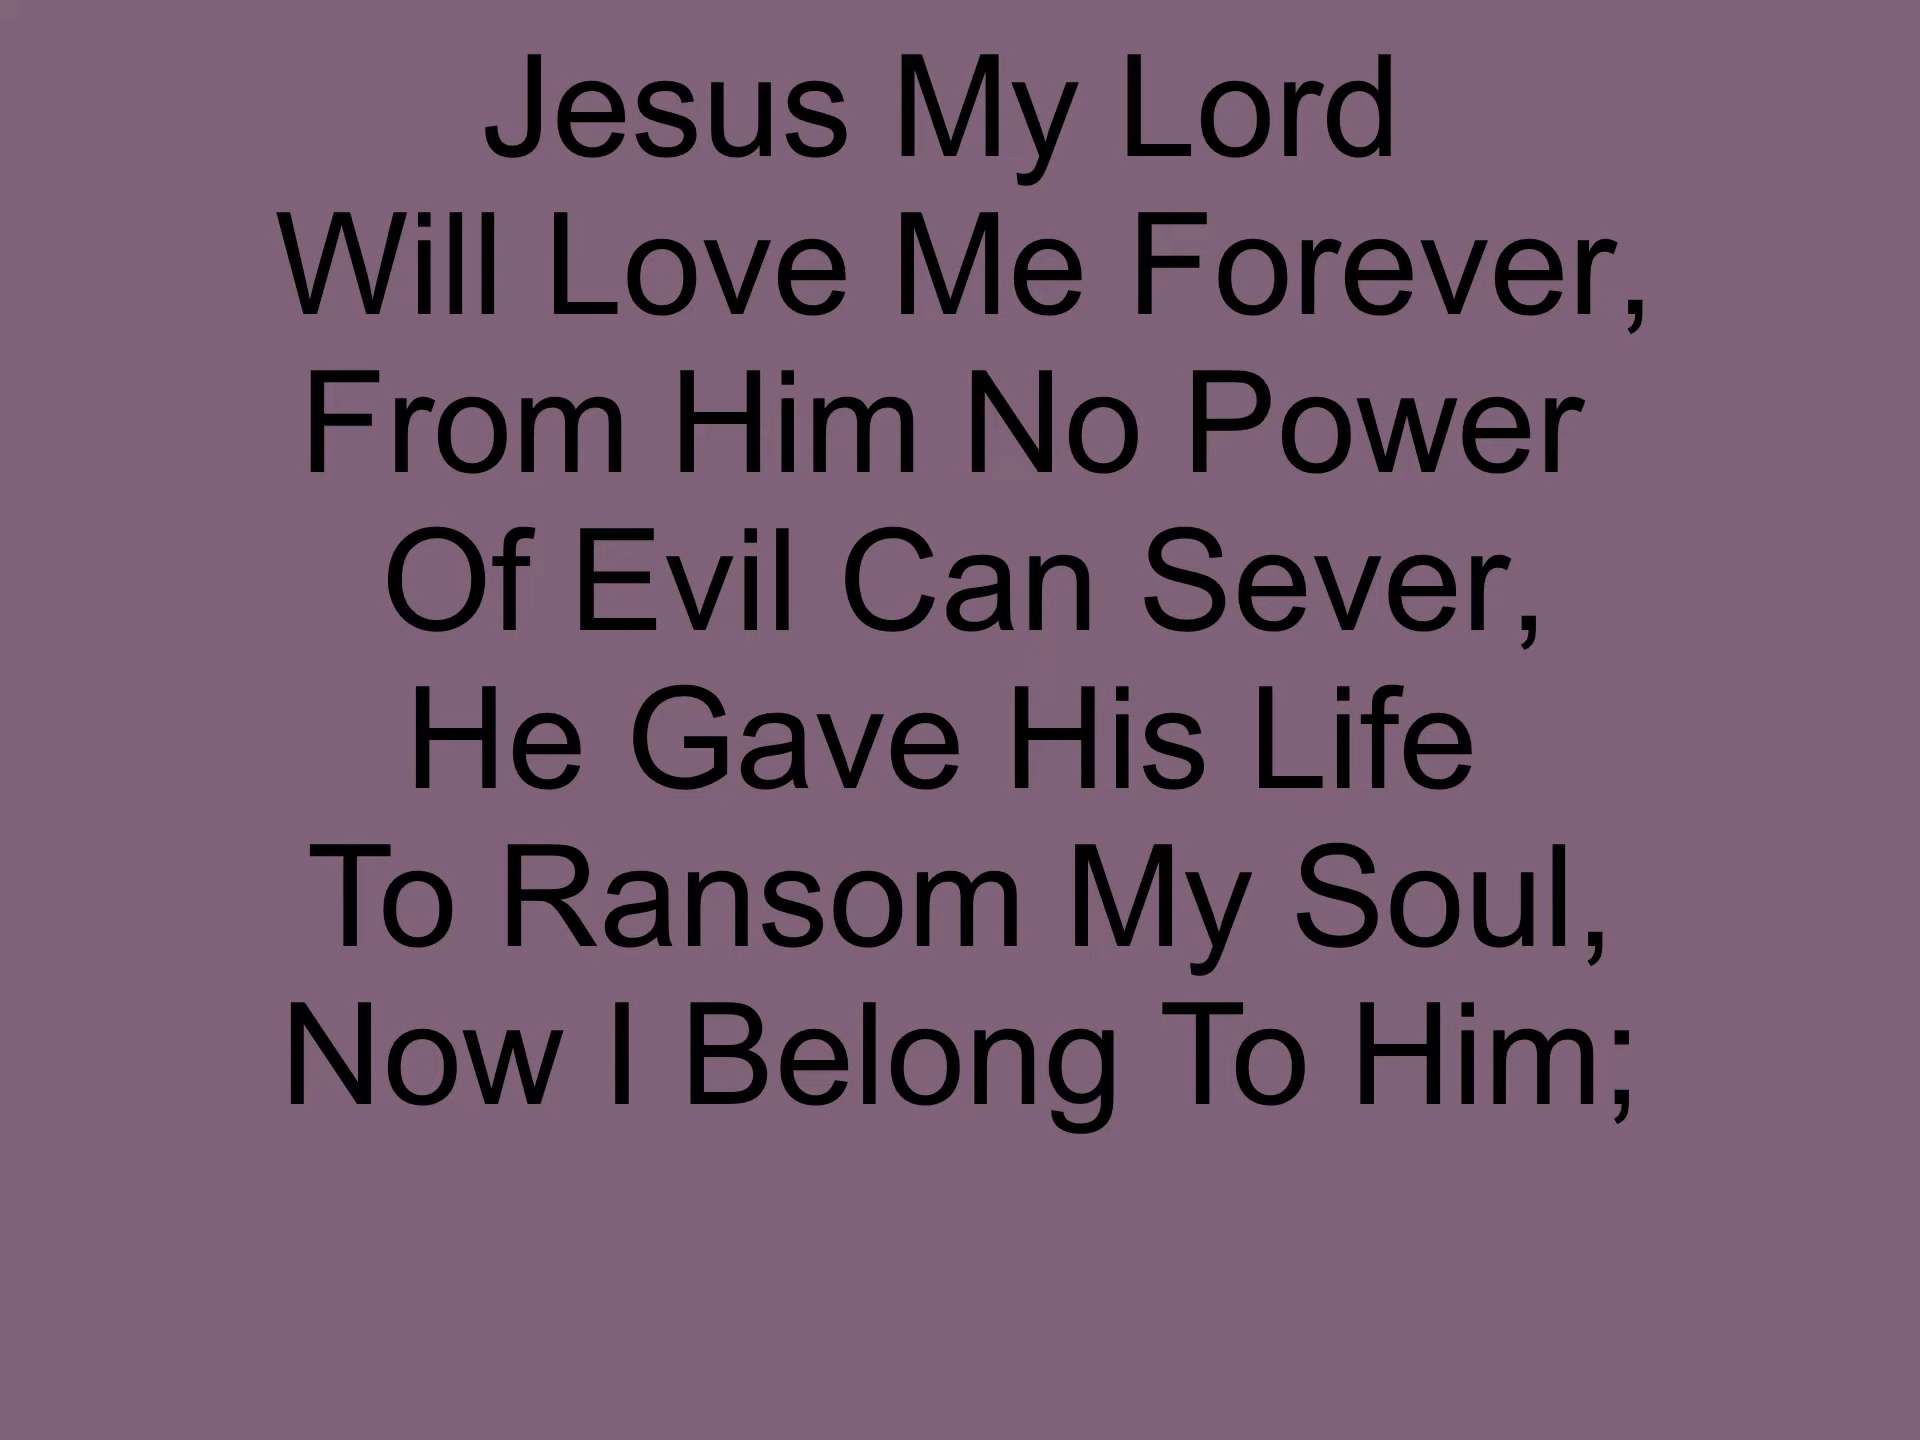 Jesus My Lord
Will Love Me Forever,
From Him No Power
Of Evil Can Sever,
He Gave His Life
To Ransom My Soul,
Now I Belong To Him;